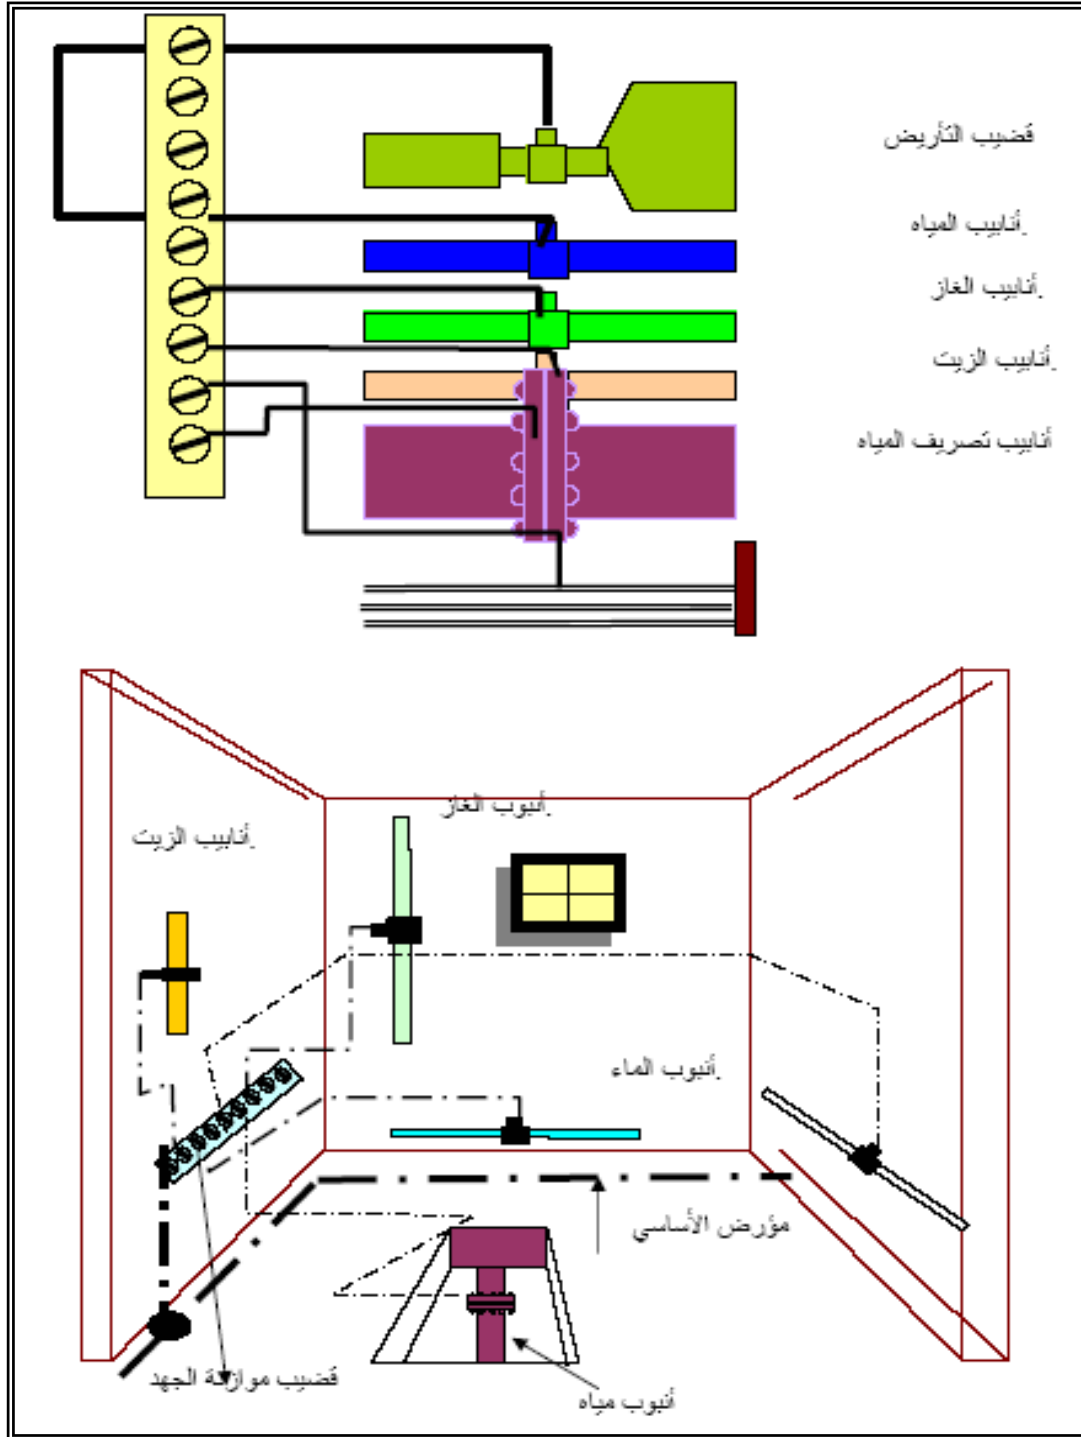 قضيب التأريض
أنابيب المياه.
أنابيب الغاز.
أنابيب الزيت.
أنابيب تصريف المياه
أنبوب الغاز.
أنابيب الزيت.
أنبوب الماء.
مؤرض الأساسي
قضيب موازنة الجهد
أنبوب مياه